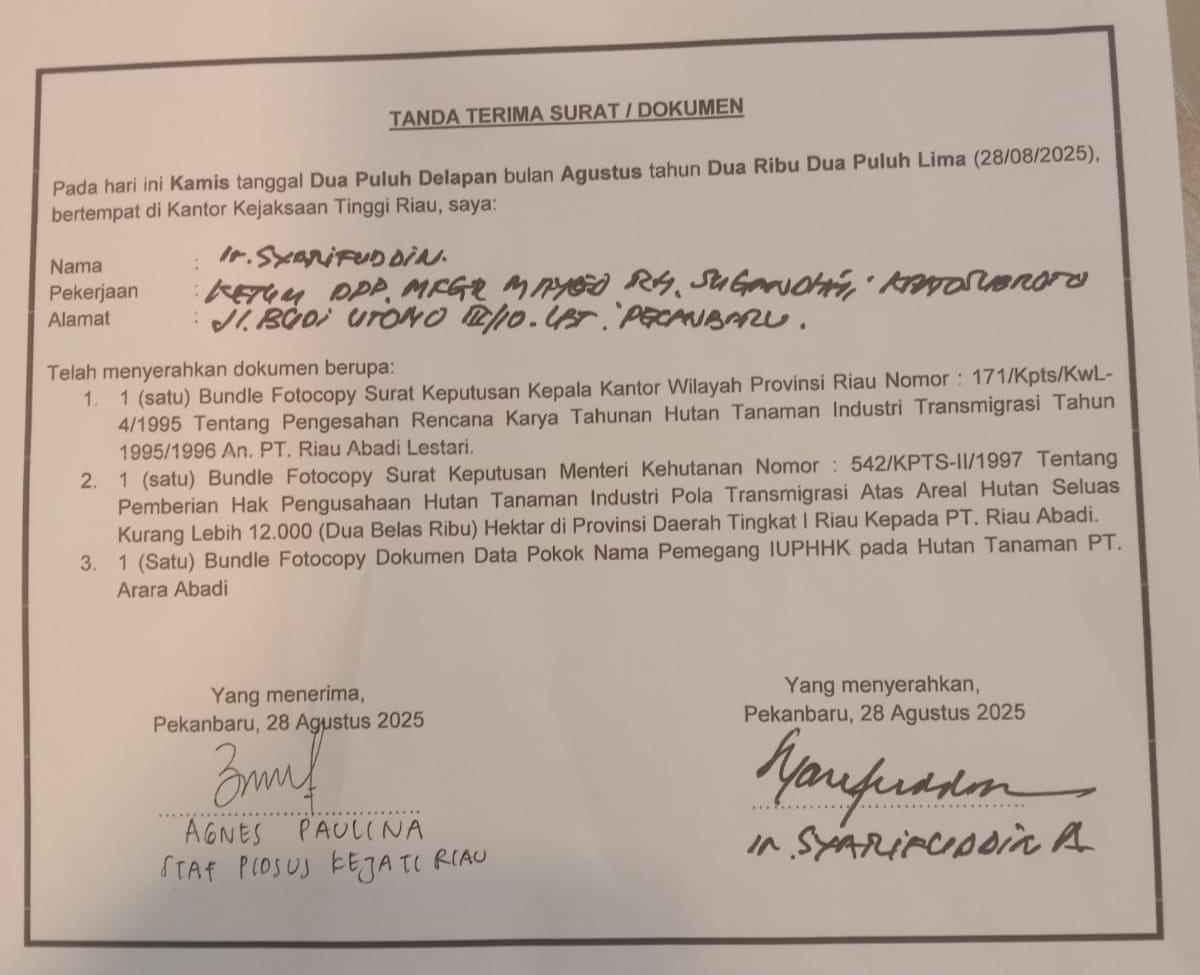 TANDA TERIMA SURAT / DOKUMEN
Pada hari ini Kamis tanggal Dua Puluh Delapan bulan Agustus tahun Dua Ribu Dua Puluh Lima (28/08/2025),
bertempat di Kantor Kejaksaan Tinggi Riau, saya:
Nama : Ir. SYARIFUDDIN.
Pekerjaan : KETUM DPP. MKGR RH. SUGANDHI,
Alamat : Jl. BUDI UTOMO III/10. PEKANBARU.
Telah menyerahkan dokumen berupa:
1. 1 (satu) Bundle Fotocopy Surat Keputusan Kepala Kantor Wilayah Provinsi Riau Nomor : 171/Kpts/KwL-
4/1995 Tentang Pengesahan Rencana Karya Tahunan Hutan Tanaman Industri Transmigrasi Tahun
1995/1996 An. PT. Riau Abadi Lestari.
2. 1 (satu) Bundle Fotocopy Surat Keputusan Menteri Kehutanan Nomor : 542/KPTS-II/1997 Tentang
Pemberian Hak Pengusahaan Hutan Tanaman Industri Pola Transmigrasi Atas Areal Hutan Seluas
Kurang Lebih 12.000 (Dua Belas Ribu) Hektar di Provinsi Daerah Tingkat I Riau Kepada PT. Riau Abadi.
3. 1 (Satu) Bundle Fotocopy Dokumen Data Pokok Nama Pemegang IUPHHK pada Hutan Tanaman PT.
Arara Abadi
Yang menerima,
Pekanbaru, 28 Agustus 2025
AGNES PAULINA
STAF PIDSUS KEJATI RIAU
Yang menyerahkan,
Pekanbaru, 28 Agustus 2025
Syarifuddin
Ir. SYARIFUDDIN A